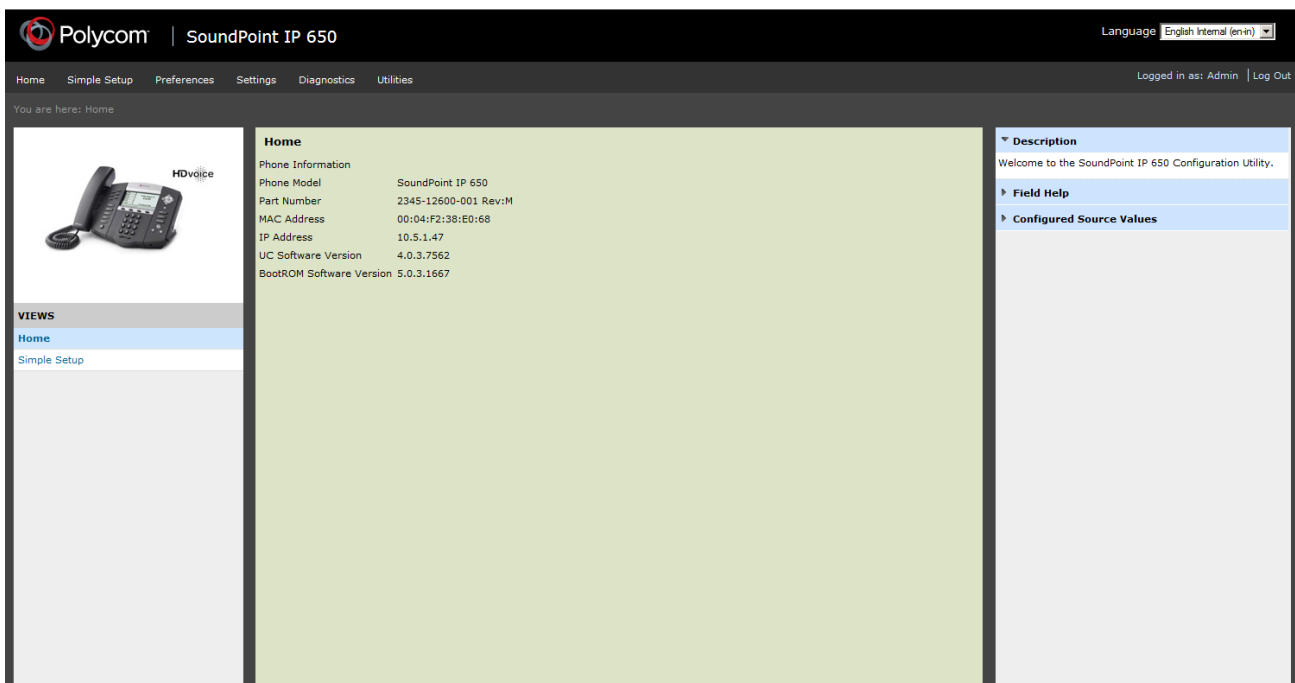 Polycom | SoundPoint IP 650
Language English Internal (en-in)
Home Simple Setup Preferences Settings Diagnostics Utilities
Logged in as: Admin | Log Out
You are here: Home
HDvoice
VIEWS
Home
Simple Setup
Home
Phone Information
Phone Model SoundPoint IP 650
Part Number 2345-12600-001 Rev:M
MAC Address 00:04:F2:38:E0:68
IP Address 10.5.1.47
UC Software Version 4.0.3.7562
BootROM Software Version 5.0.3.1667
Description
Welcome to the SoundPoint IP 650 Configuration Utility.
Field Help
Configured Source Values